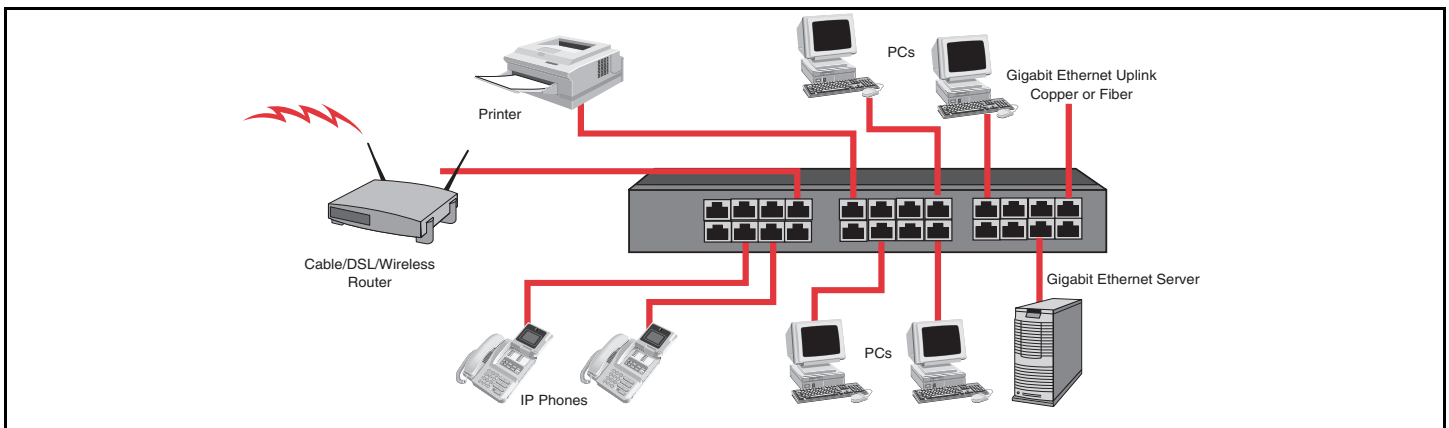 PCs
Gigabit Ethernet Uplink
Copper or Fiber
Printer
Cable/DSL/Wireless
Router
Gigabit Ethernet Server
PCs
IP Phones